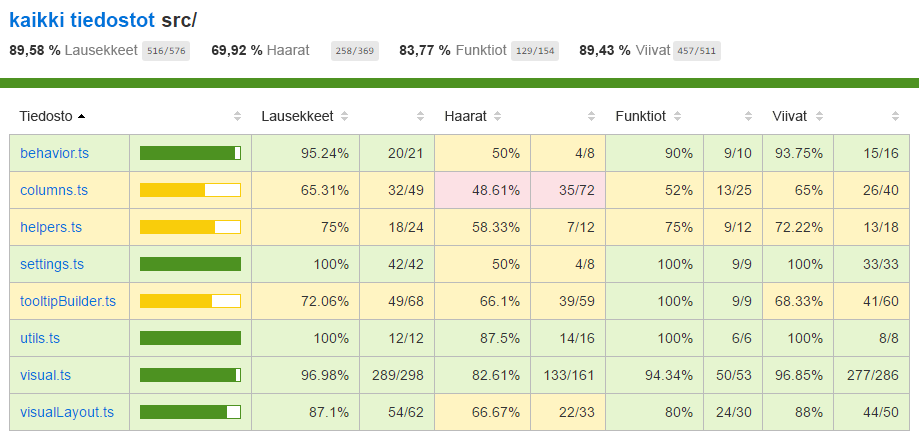 kaikki tiedostot src/
89,58 % Lausekkeet 516/576 69,92 % Haarat 258/369 83,77 % Funktiot 129/154 89,43 % Viivat 457/511
Tiedosto Lausekkeet Haarat Funktiot Viivat
behavior.ts 95.24% 20/21 50% 4/8 90% 9/10 93.75% 15/16
columns.ts 65.31% 32/49 48.61% 35/72 52% 13/25 65% 26/40
helpers.ts 75% 18/24 58.33% 7/12 75% 9/12 72.22% 13/18
settings.ts 100% 42/42 50% 4/8 100% 9/9 100% 33/33
tooltipBuilder.ts 72.06% 49/68 66.1% 39/59 100% 9/9 68.33% 41/60
utils.ts 100% 12/12 87.5% 14/16 100% 6/6 100% 8/8
visual.ts 96.98% 289/298 82.61% 133/161 94.34% 50/53 96.85% 277/286
visualLayout.ts 87.1% 54/62 66.67% 22/33 80% 24/30 88% 44/50